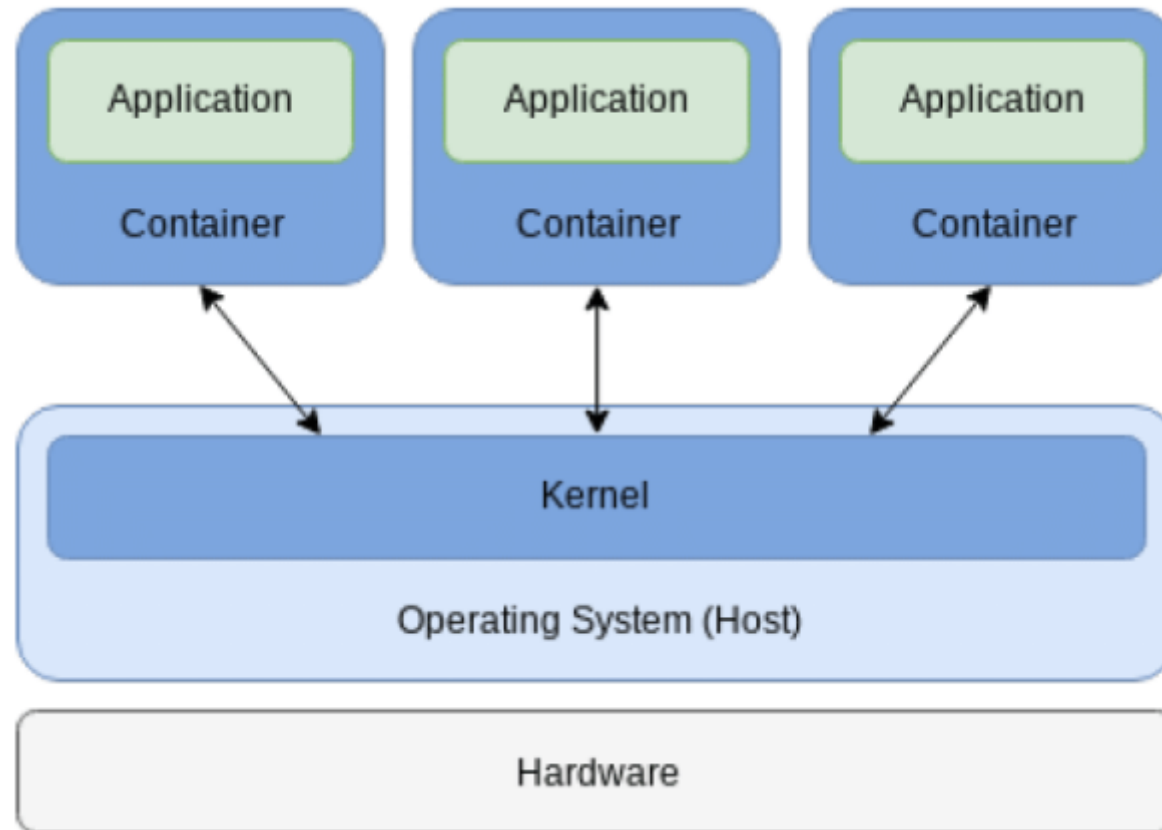 Application
Application
Application
Container
Container
Container
Kernel
Operating System (Host)
Hardware